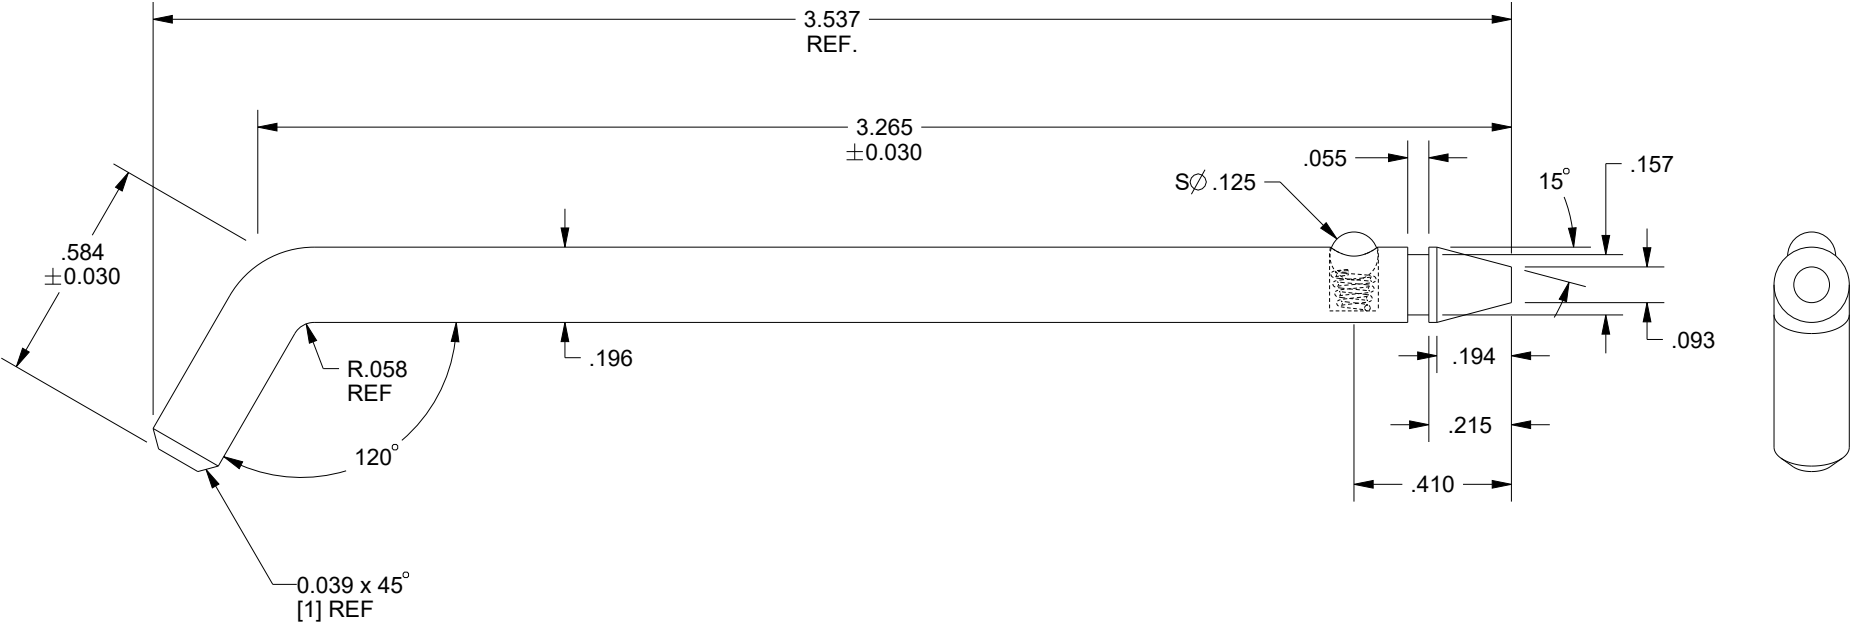 3.537
REF.
3.265
±0.030
.055
.157
SØ .125
15°
.584
±0.030
.196
.093
R.058
REF
.194
.215
120°
.410
0.039 x 45°
[1] REF